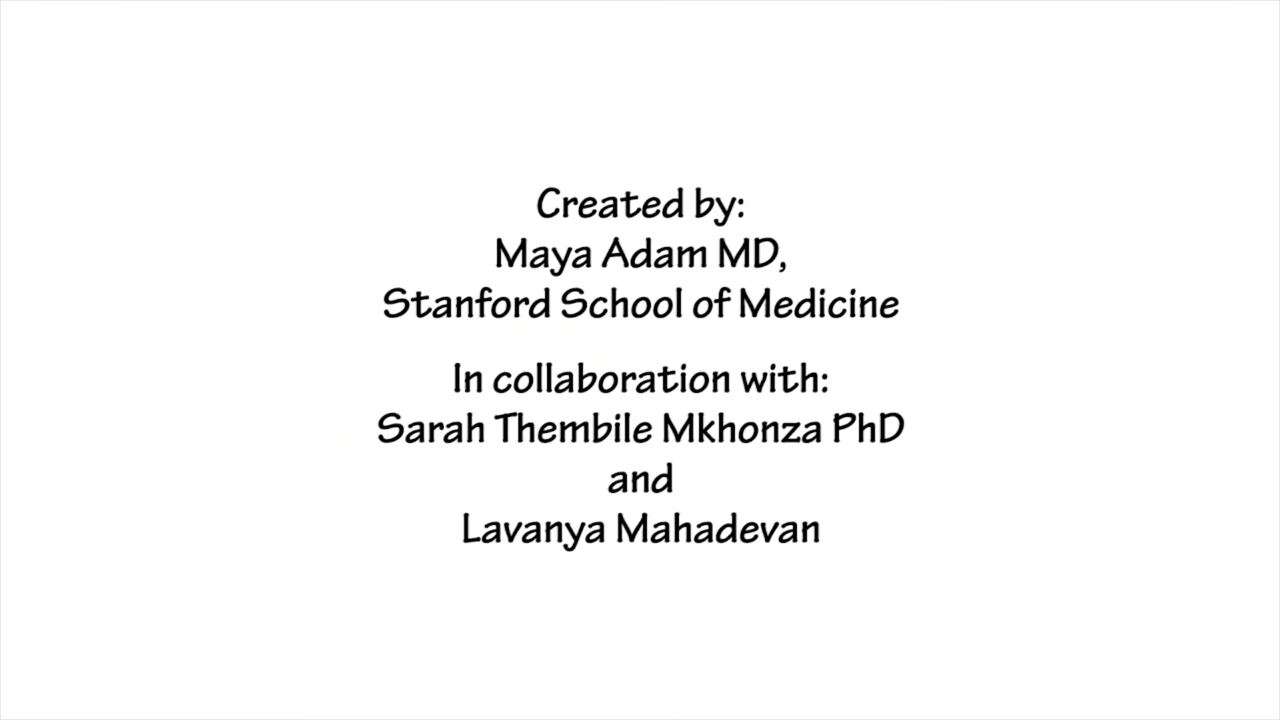 Created by:
Maya Adam MD,
Stanford School of Medicine
In collaboration with:
Sarah Thembile Mkhonza PhD
and
Lavanya Mahadevan